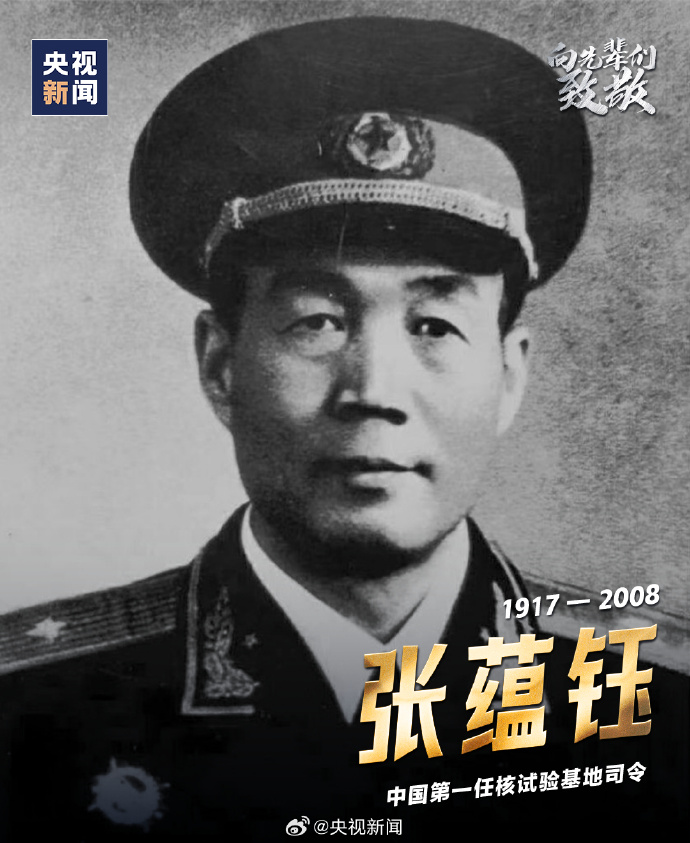 央视
新闻
向先辈们
致敬
1917 — 2008
张蕴钰
中国第一任核试验基地司令
@央视新闻